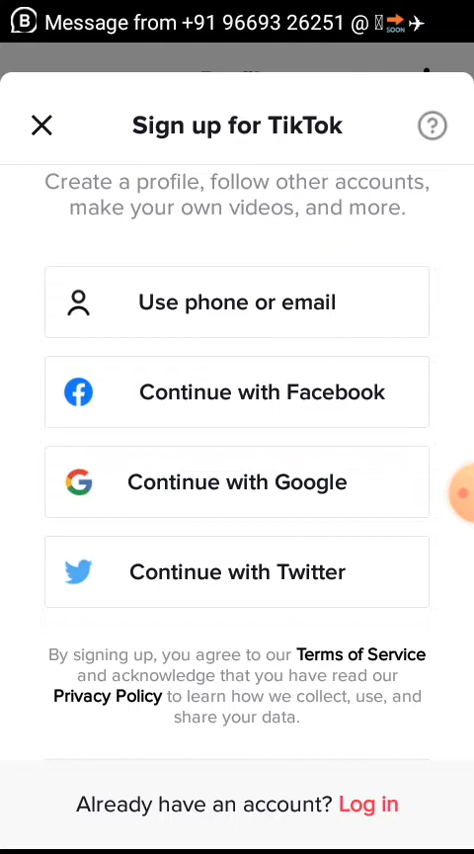 Message from +91 96693 26251 @ SOON
Sign up for TikTok
Create a profile, follow other accounts,
make your own videos, and more.
Use phone or email
Continue with Facebook
Continue with Google
Continue with Twitter
By signing up, you agree to our Terms of Service
and acknowledge that you have read our
Privacy Policy to learn how we collect, use, and
share your data.
Already have an account? Log in